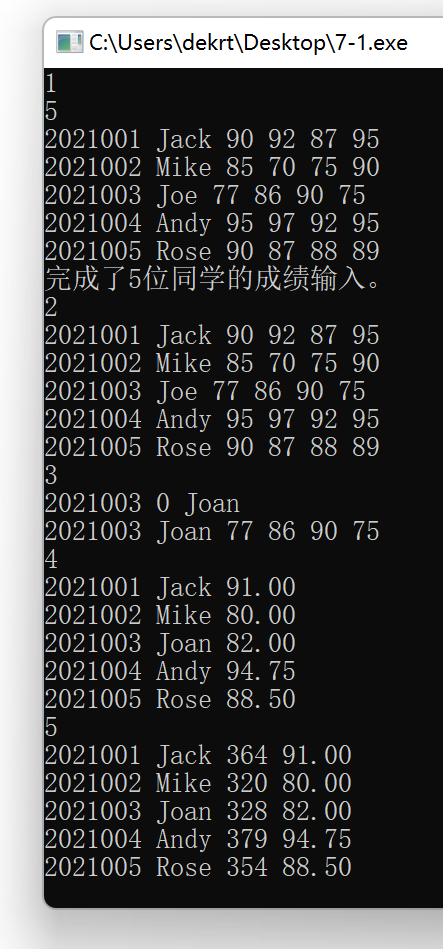 C:\Users\dekrt\Desktop\7-1.exe
1
5
2021001 Jack 90 92 87 95
2021002 Mike 85 70 75 90
2021003 Joe 77 86 90 75
2021004 Andy 95 97 92 95
2021005 Rose 90 87 88 89
完成了5位同学的成绩输入。
2
2021001 Jack 90 92 87 95
2021002 Mike 85 70 75 90
2021003 Joe 77 86 90 75
2021004 Andy 95 97 92 95
2021005 Rose 90 87 88 89
3
2021003 0 Joan
2021003 Joan 77 86 90 75
4
2021001 Jack 91.00
2021002 Mike 80.00
2021003 Joan 82.00
2021004 Andy 94.75
2021005 Rose 88.50
5
2021001 Jack 364 91.00
2021002 Mike 320 80.00
2021003 Joan 328 82.00
2021004 Andy 379 94.75
2021005 Rose 354 88.50